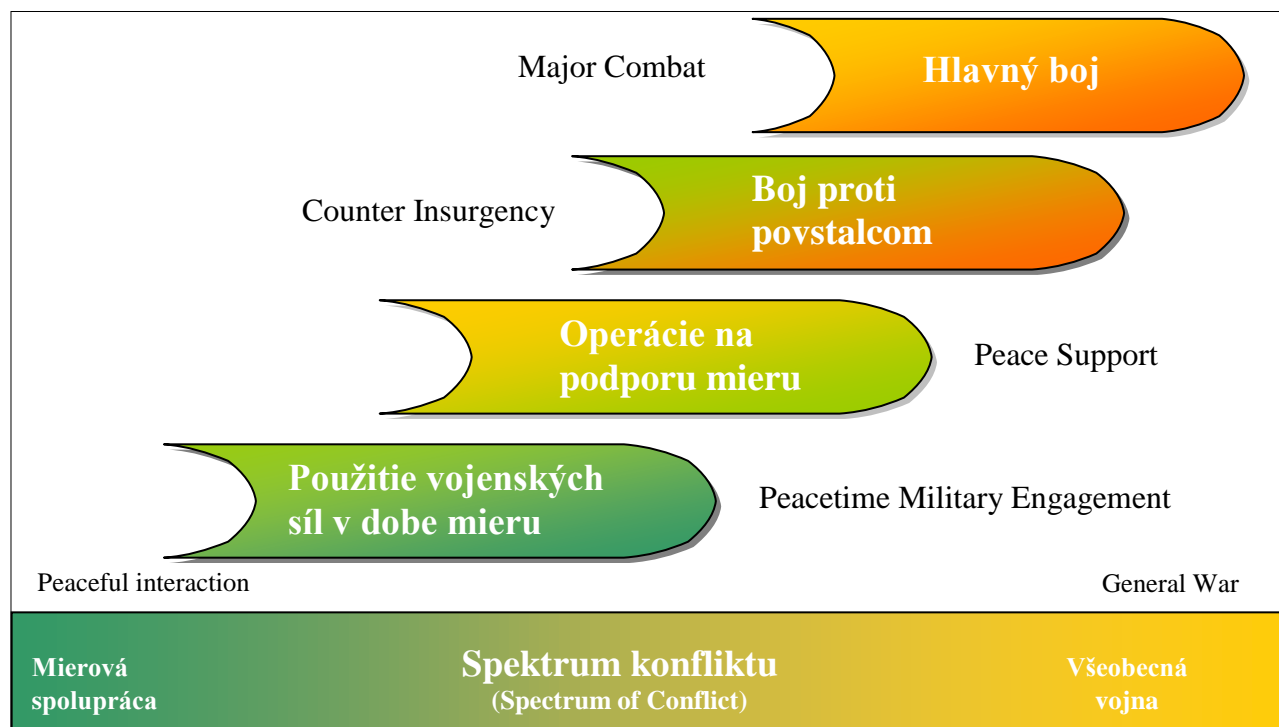 Major Combat
Hlavný boj
Counter Insurgency
Boj proti
povstalcom
Operácie na
podporu mieru
Peace Support
Použitie vojenských
síl v dobe mieru
Peacetime Military Engagement
Peaceful interaction
General War
Mierová
spolupráca
Spektrum konfliktu
(Spectrum of Conflict)
Všeobecná
vojna